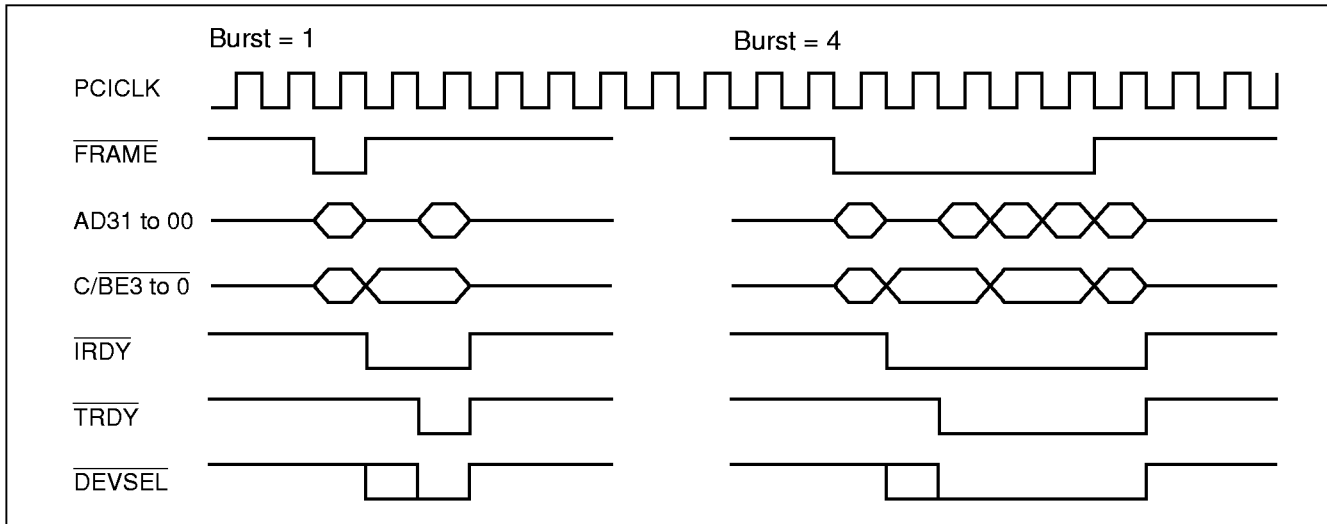 Burst = 1
Burst = 4
PCICLK
FRAME
AD31 to 00
C/BE3 to 0
IRDY
TRDY
DEVSEL